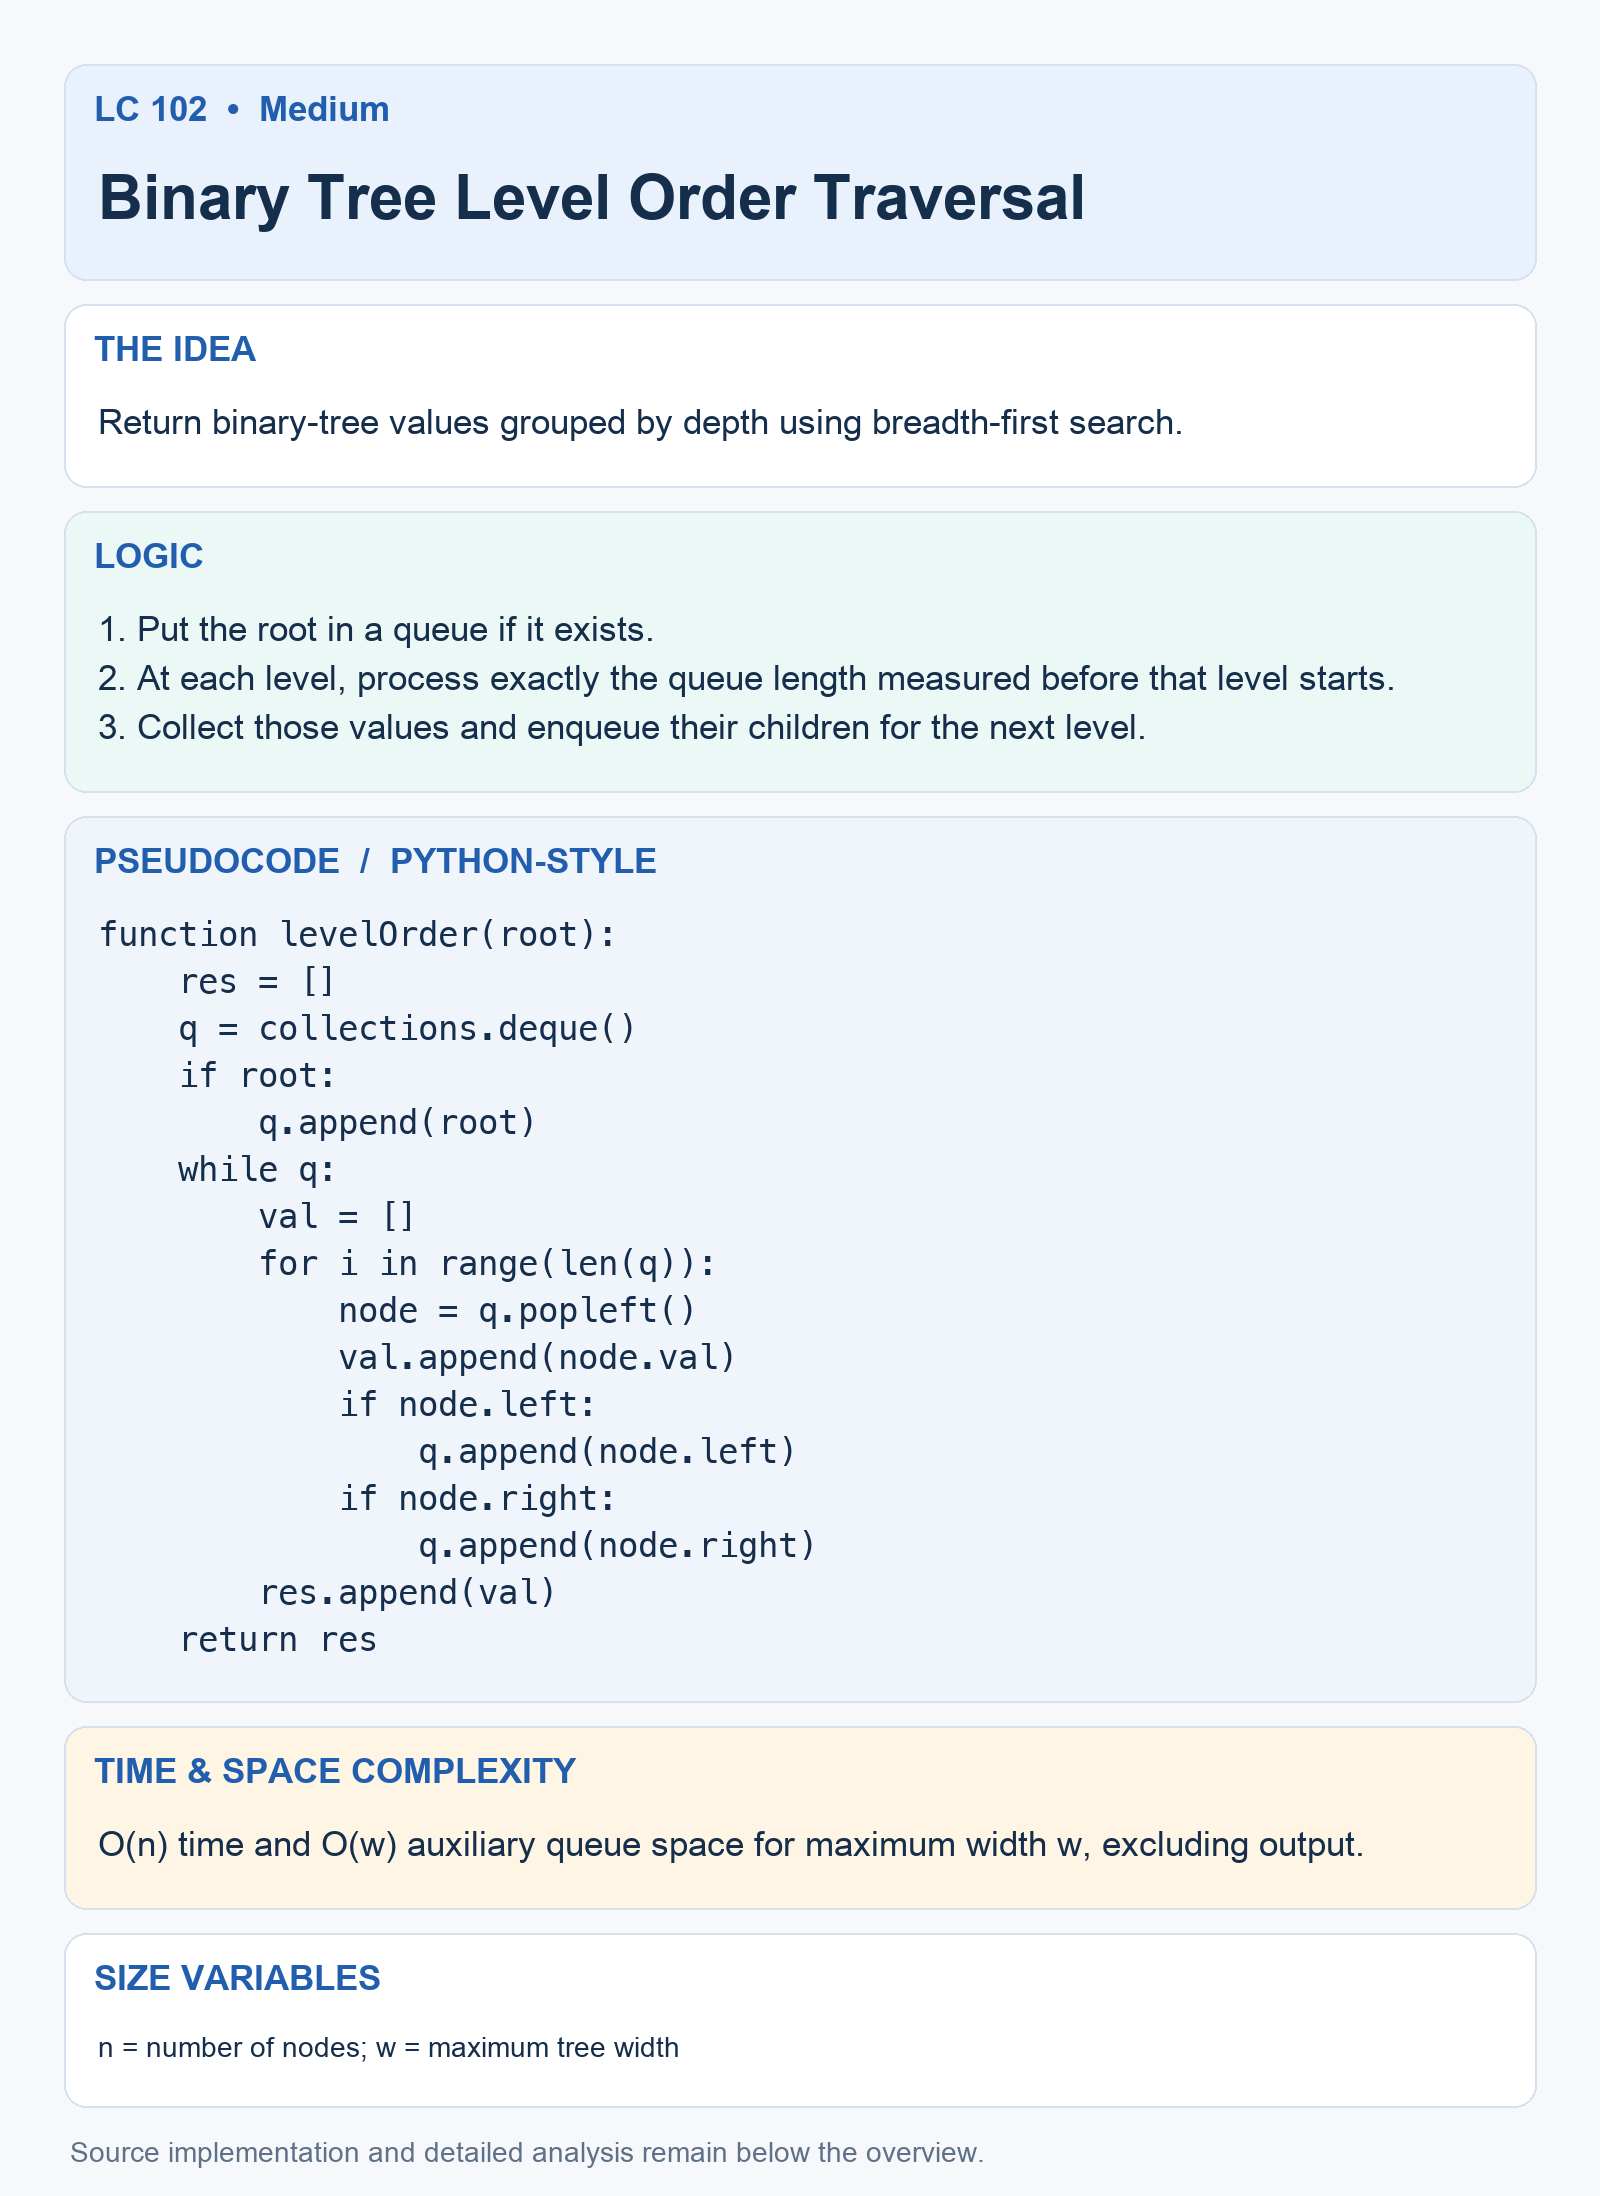 LC 102 • Medium
Binary Tree Level Order Traversal
THE IDEA
Return binary-tree values grouped by depth using breadth-first search.
LOGIC
1. Put the root in a queue if it exists.
2. At each level, process exactly the queue length measured before that level starts.
3. Collect those values and enqueue their children for the next level.
PSEUDOCODE / PYTHON-STYLE
function levelOrder(root):
    res = []
    q = collections.deque()
    if root:
        q.append(root)
    while q:
        val = []
        for i in range(len(q)):
            node = q.popleft()
            val.append(node.val)
            if node.left:
                q.append(node.left)
            if node.right:
                q.append(node.right)
        res.append(val)
    return res
TIME & SPACE COMPLEXITY
O(n) time and O(w) auxiliary queue space for maximum width w, excluding output.
SIZE VARIABLES
n = number of nodes; w = maximum tree width
Source implementation and detailed analysis remain below the overview.